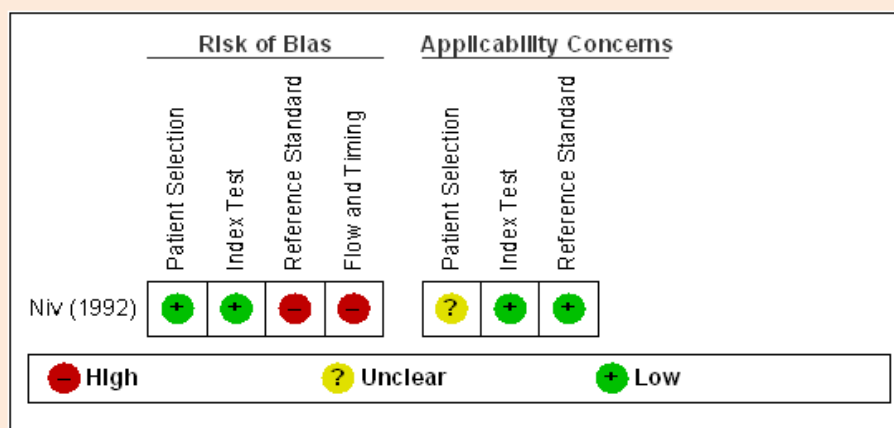 Risk of Bias Applicability Concerns
Patient Selection
Index Test
Reference Standard
Flow and Timing
Patient Selection
Index Test
Reference Standard
Niv (1992) + + – – ? + +
– High ? Unclear + Low